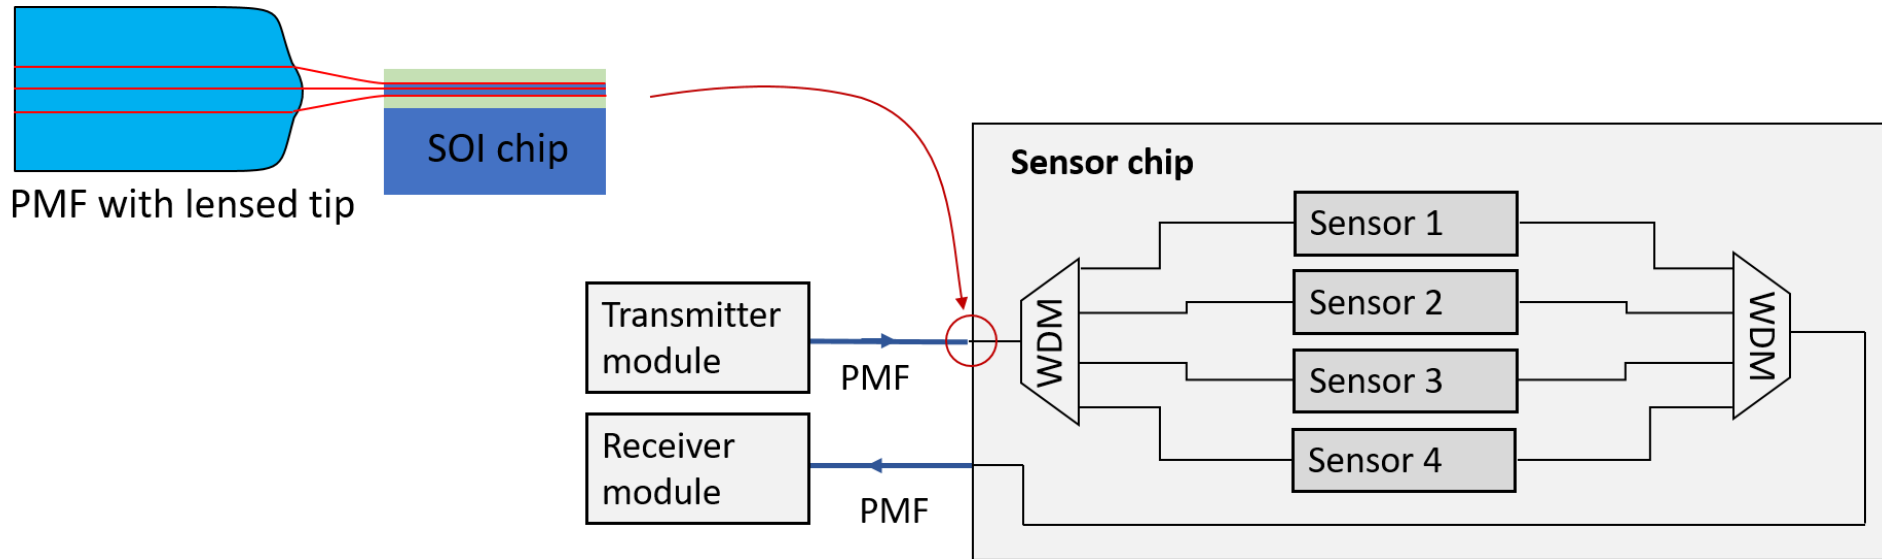 SOI chip
PMF with lensed tip
Sensor chip
Sensor 1
Sensor 2
Sensor 3
Sensor 4
WDM
WDM
Transmitter
module
PMF
Receiver
module
PMF